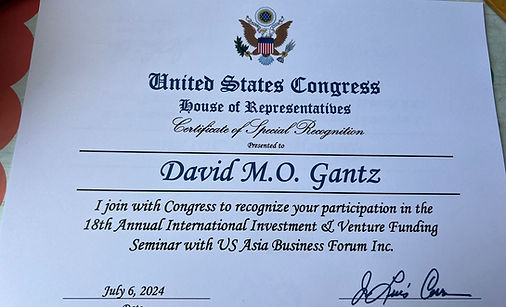 United States Congress
House of Representatives
Certificate of Special Recognition
Presented to
David M.O. Gantz
I join with Congress to recognize your participation in the
18th Annual International Investment & Venture Funding
Seminar with US Asia Business Forum Inc.
July 6, 2024